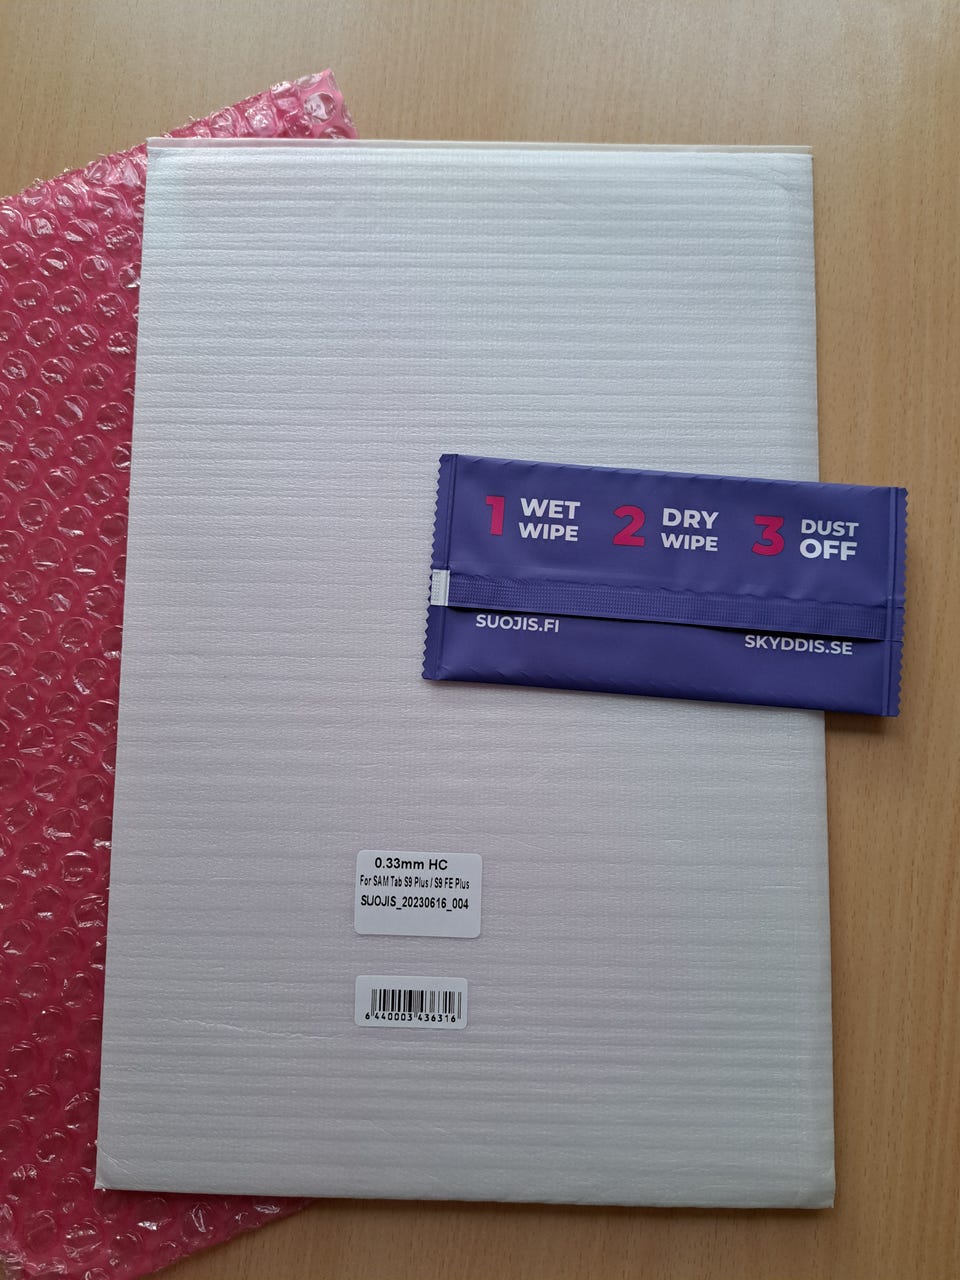 1 WET WIPE 2 DRY WIPE 3 DUST OFF
SUOJIS.FI
SKYDDIS.SE
0.33mm HC
For SAM Tab S9 Plus / S9 FE Plus
SUOJIS_20230616_004
6 440003 436316